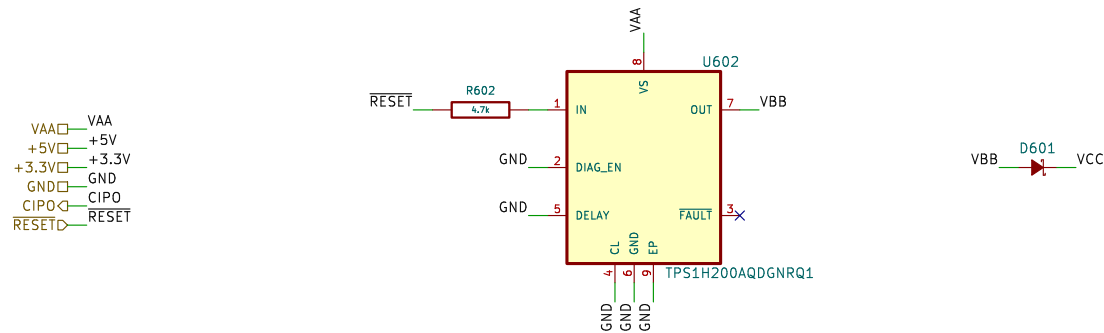 VAA
U602
8
VS
R602
RESET
4.7k
1
IN
OUT
7
VBB
VAA
VAA
+5V
+5V
+3.3V
+3.3V
GND
GND
CIPO
CIPO
RESET
RESET
GND
2
DIAG_EN
D601
VBB
VCC
GND
5
DELAY
FAULT
3
CL
GND
EP
4
6
9
TPS1H200AQDGNRQ1
GND
GND
GND